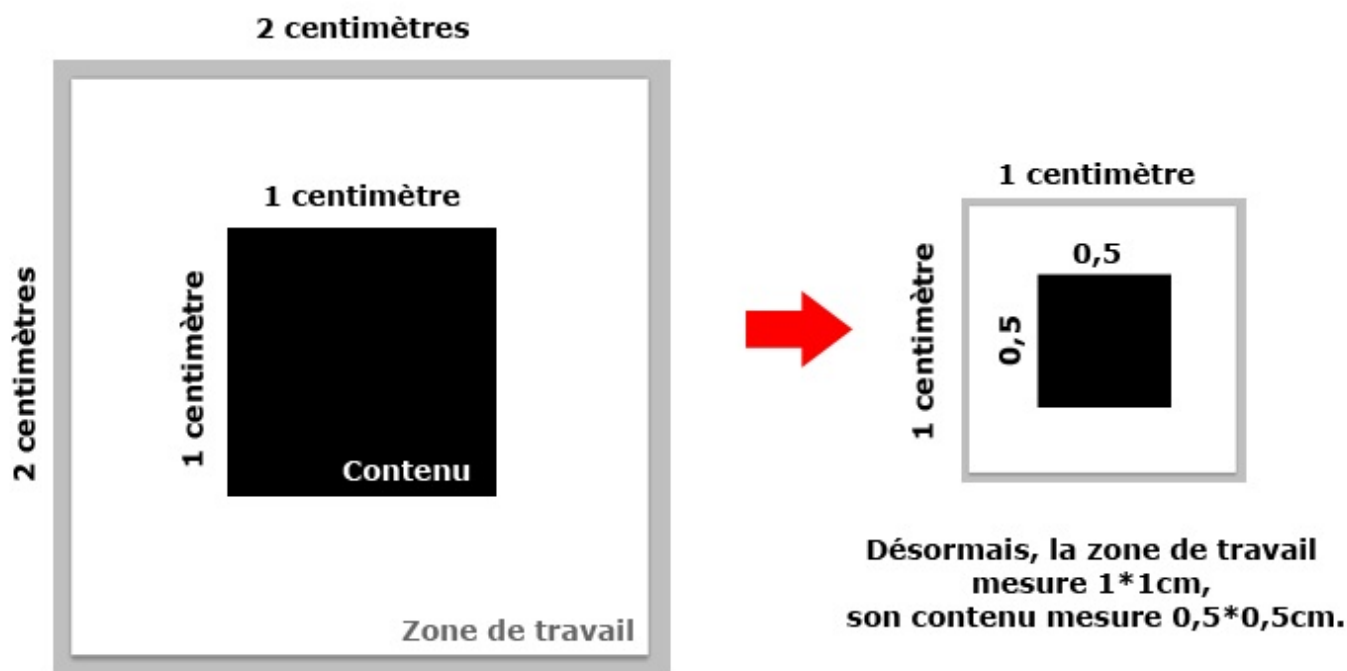 2 centimètres
2 centimètres
1 centimètre
1 centimètre
Contenu
Zone de travail
1 centimètre
1 centimètre
0,5
0,5
Désormais, la zone de travail
mesure 1*1cm,
son contenu mesure 0,5*0,5cm.